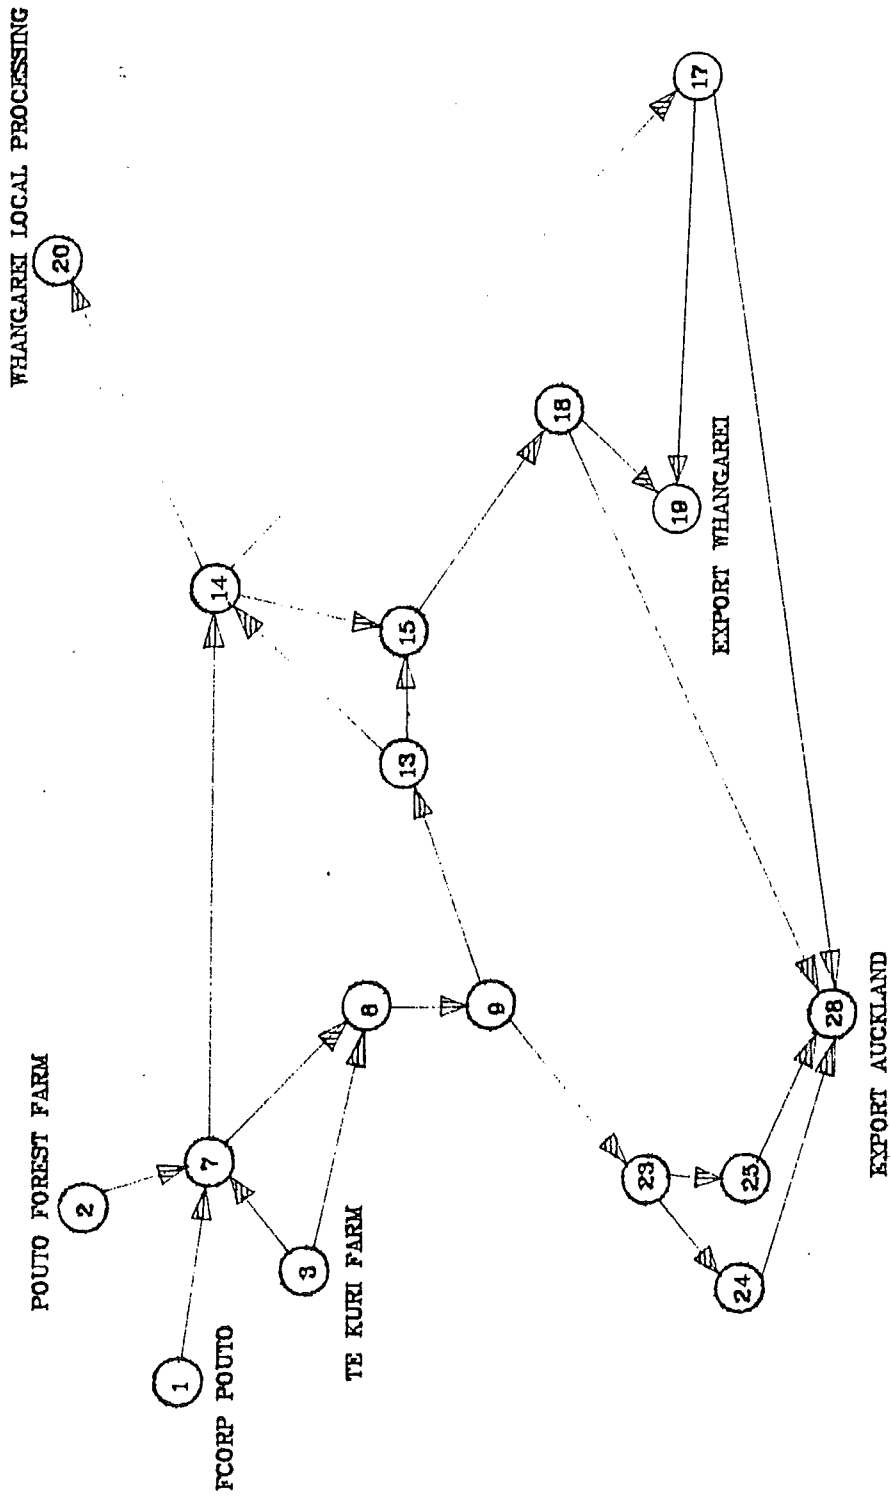 WHANGAREI LOCAL PROCESSING
20
17
18
19
EXPORT WHANGAREI
14
15
13
POUTO FOREST FARM
2
7
8
9
28
EXPORT AUCKLAND
1
FCORP POUTO
3
TE KURI FARM
23
25
24